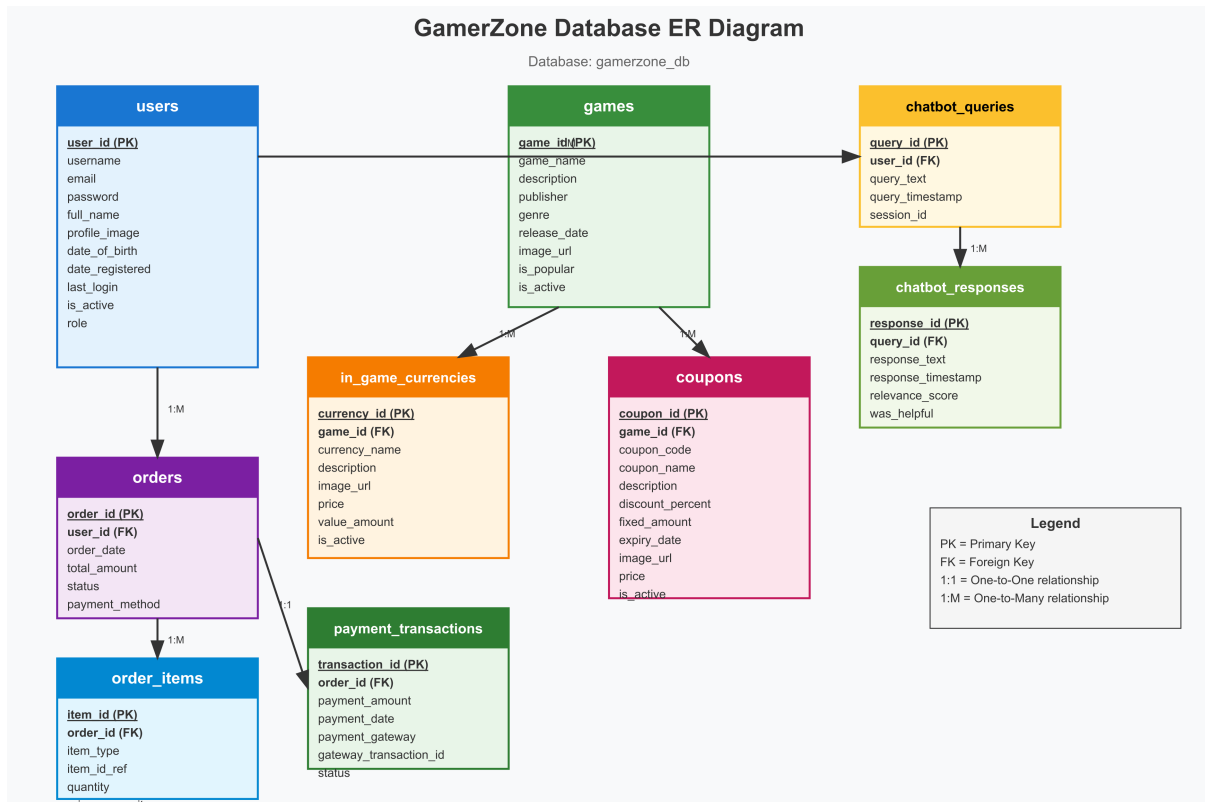 GamerZone Database ER Diagram
Database: gamerzone_db
users
user_id (PK)
username
email
password
full_name
profile_image
date_of_birth
date_registered
last_login
is_active
role
games
game_id (PK)
game_name
description
publisher
genre
release_date
image_url
is_popular
is_active
chatbot_queries
query_id (PK)
user_id (FK)
query_text
query_timestamp
session_id
1:M
chatbot_responses
response_id (PK)
query_id (FK)
response_text
response_timestamp
relevance_score
was_helpful
1:M
1:M
in_game_currencies
currency_id (PK)
game_id (FK)
currency_name
description
image_url
price
value_amount
is_active
coupons
coupon_id (PK)
game_id (FK)
coupon_code
coupon_name
description
discount_percent
fixed_amount
expiry_date
image_url
price
is_active
1:M
orders
order_id (PK)
user_id (FK)
order_date
total_amount
status
payment_method
1:1
1:M
payment_transactions
transaction_id (PK)
order_id (FK)
payment_amount
payment_date
payment_gateway
gateway_transaction_id
status
order_items
item_id (PK)
order_id (FK)
item_type
item_id_ref
quantity
Legend
PK = Primary Key
FK = Foreign Key
1:1 = One-to-One relationship
1:M = One-to-Many relationship